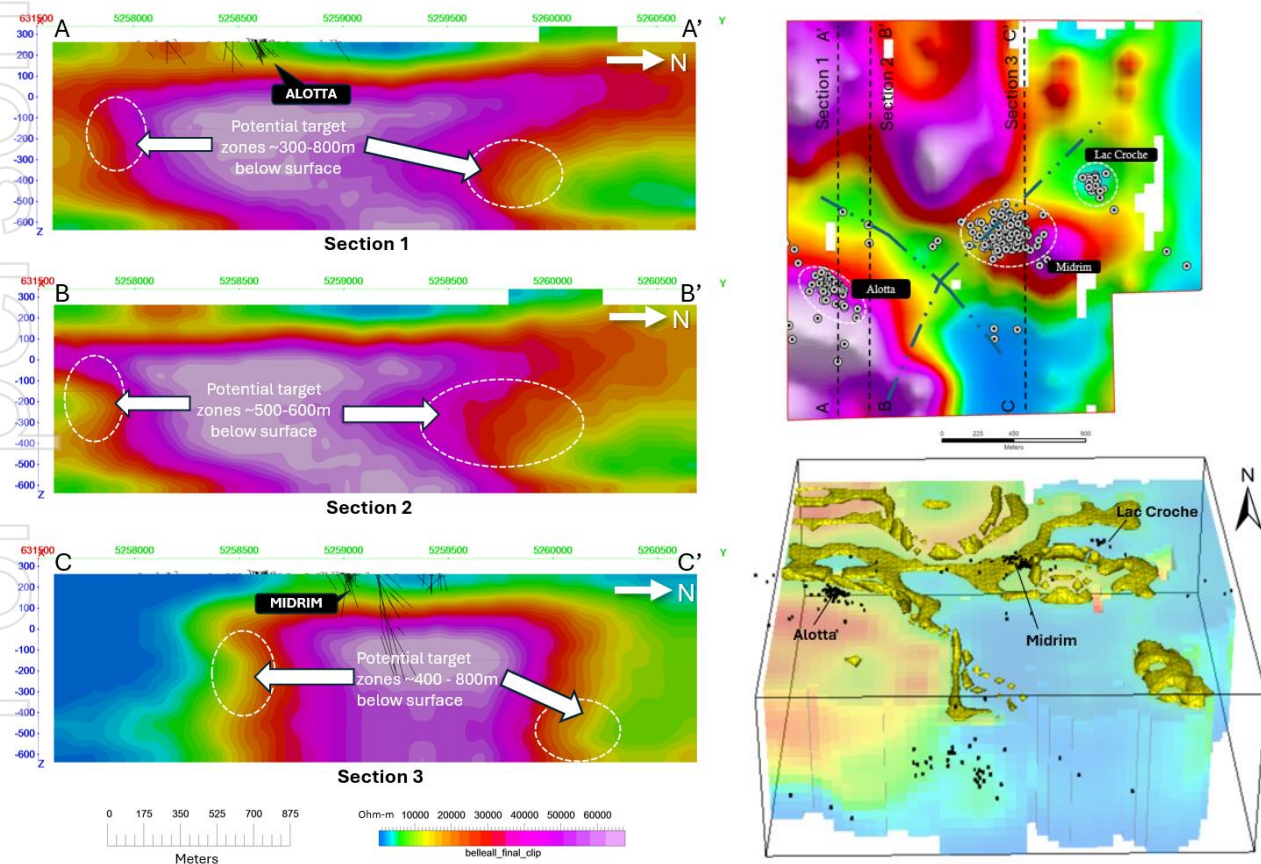 A
A'
631500
X
5258000
5258500
5259000
5259500
5260000
5260500
Y
300
200
100
0
-100
-200
-300
-400
-500
-600
Z
N
ALOTTA
Potential target
zones ~300-800m
below surface
Section 1
B
B'
631500
X
5258000
5258500
5259000
5259500
5260000
5260500
Y
300
200
100
0
-100
-200
-300
-400
-500
-600
Z
N
Potential target
zones ~500-600m
below surface
Section 2
C
C'
631500
X
5258000
5258500
5259000
5259500
5260000
5260500
Y
300
200
100
0
-100
-200
-300
-400
-500
-600
Z
N
MIDRIM
Potential target
zones ~400 - 800m
below surface
Section 3
0 175 350 525 700 875
Meters
Ohm-m 10000 20000 30000 40000 50000 60000
belleall_final_clip
Section 1 A'
Section 2 B'
Section 3 C'
Lac Croche
Midrim
Alotta
A
B
C
0 225 450 900
Meters
N
Lac Croche
Alotta
Midrim